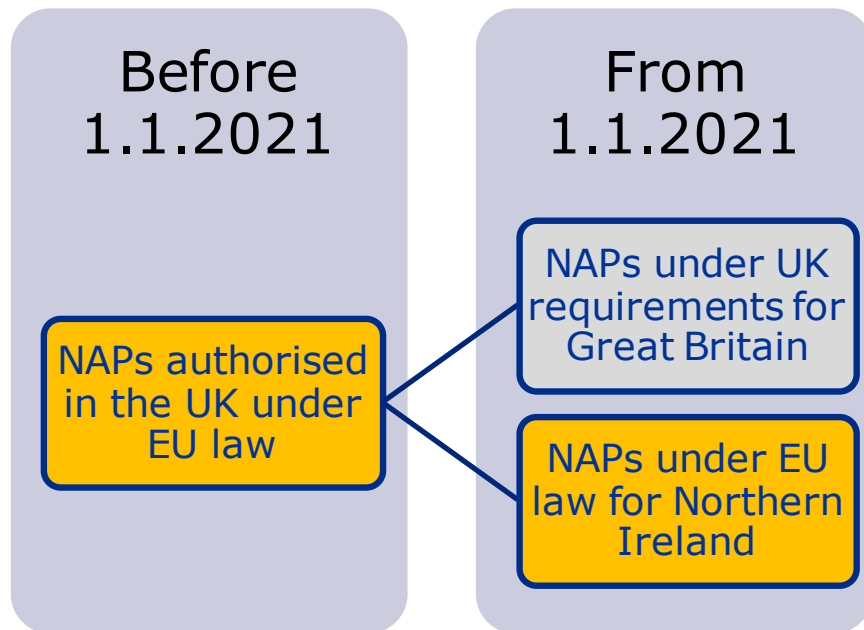 Before
1.1.2021
NAPs authorised
in the UK under
EU law
From
1.1.2021
NAPs under UK
requirements for
Great Britain
NAPs under EU
law for Northern
Ireland